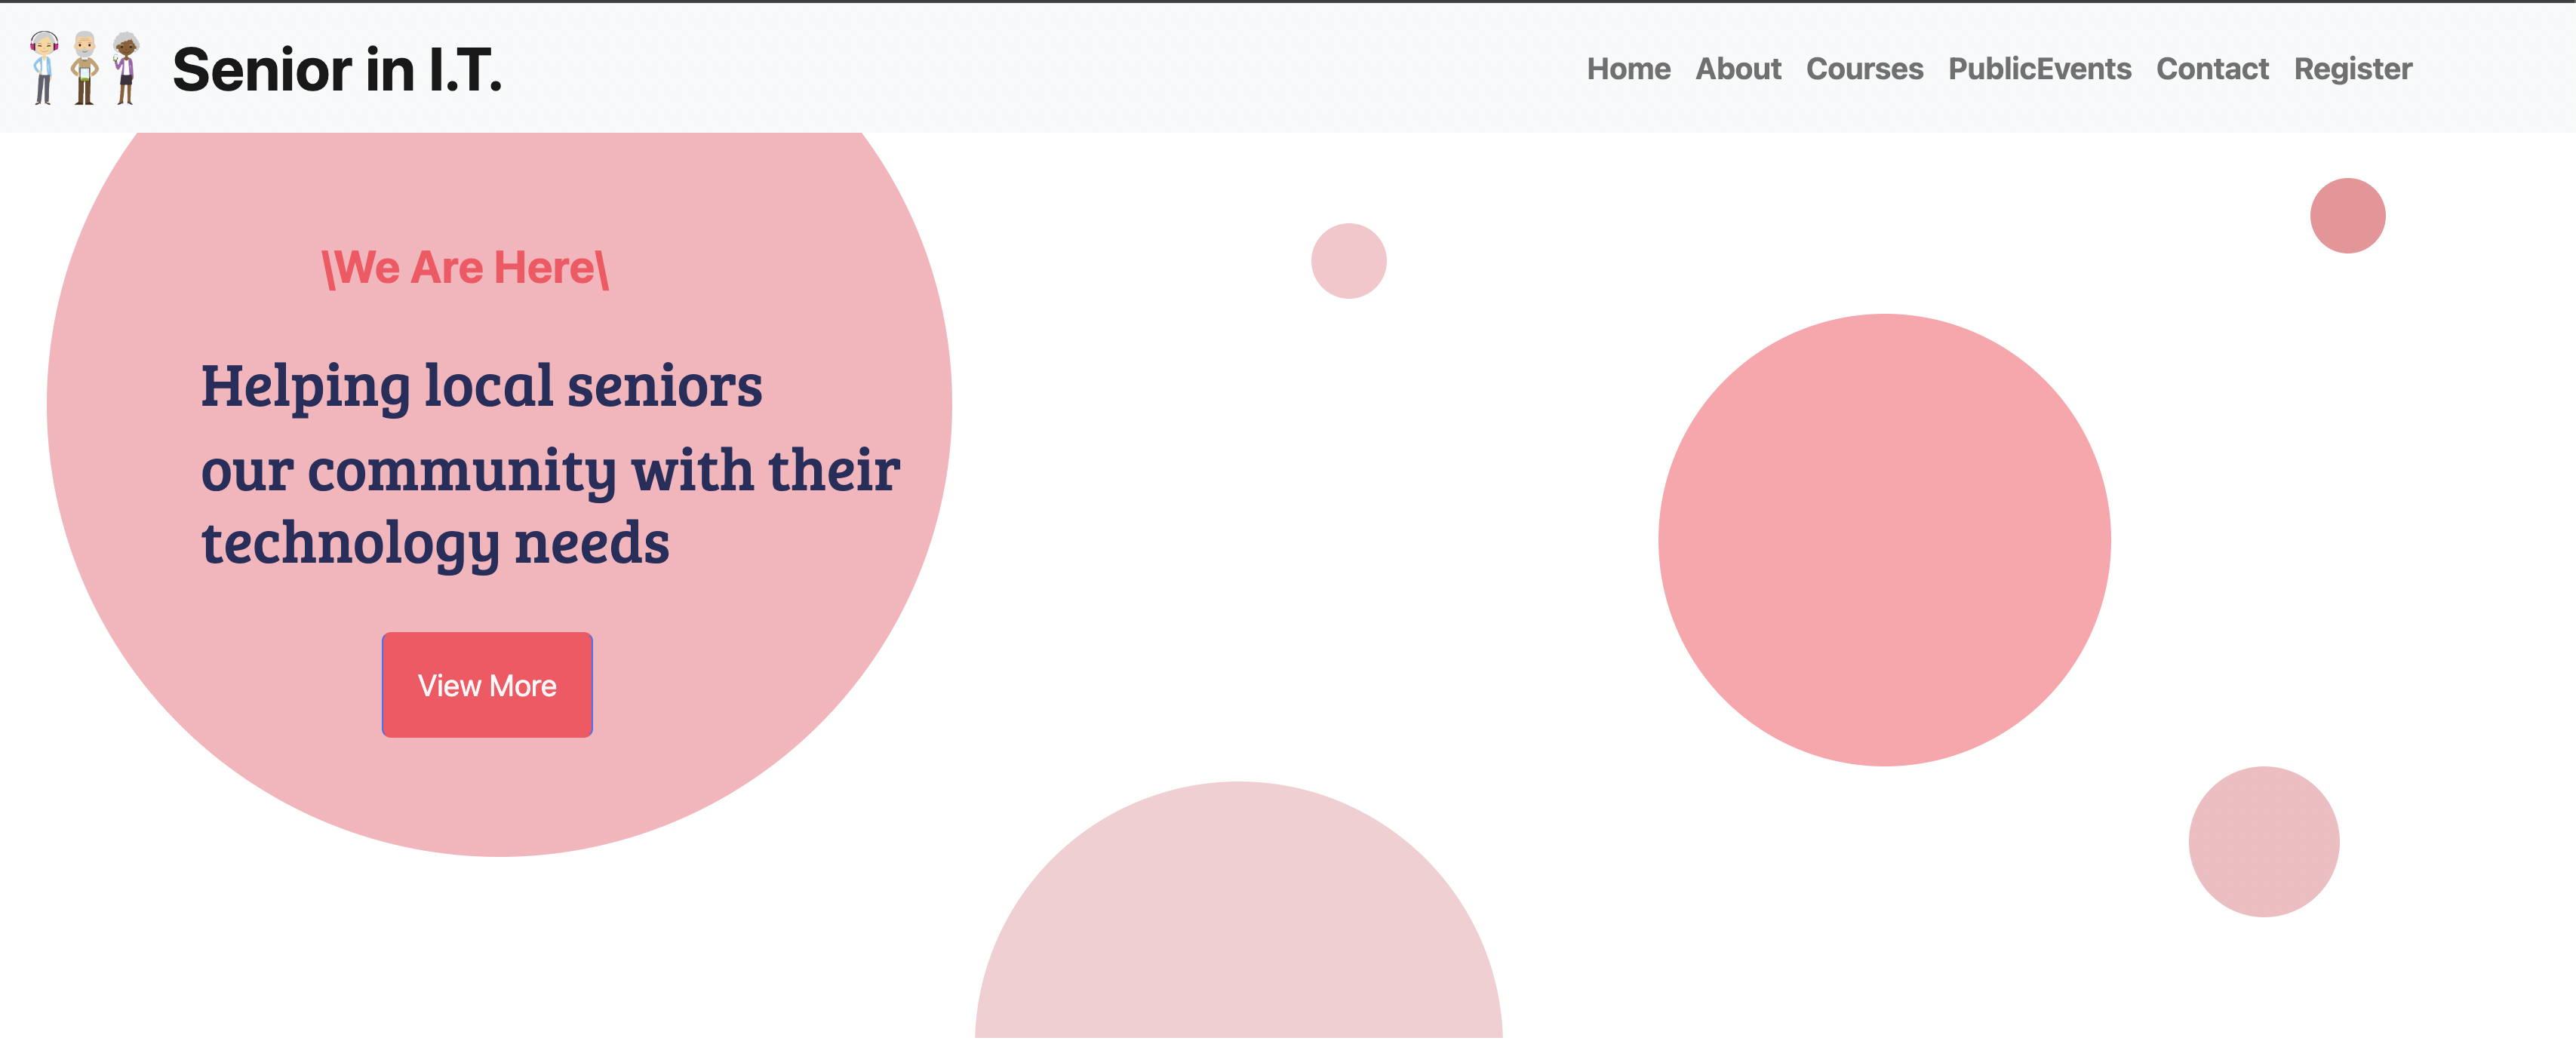 Senior in I.T.
Home About Courses PublicEvents Contact Register
\We Are Here\
Helping local seniors
our community with their
technology needs
View More